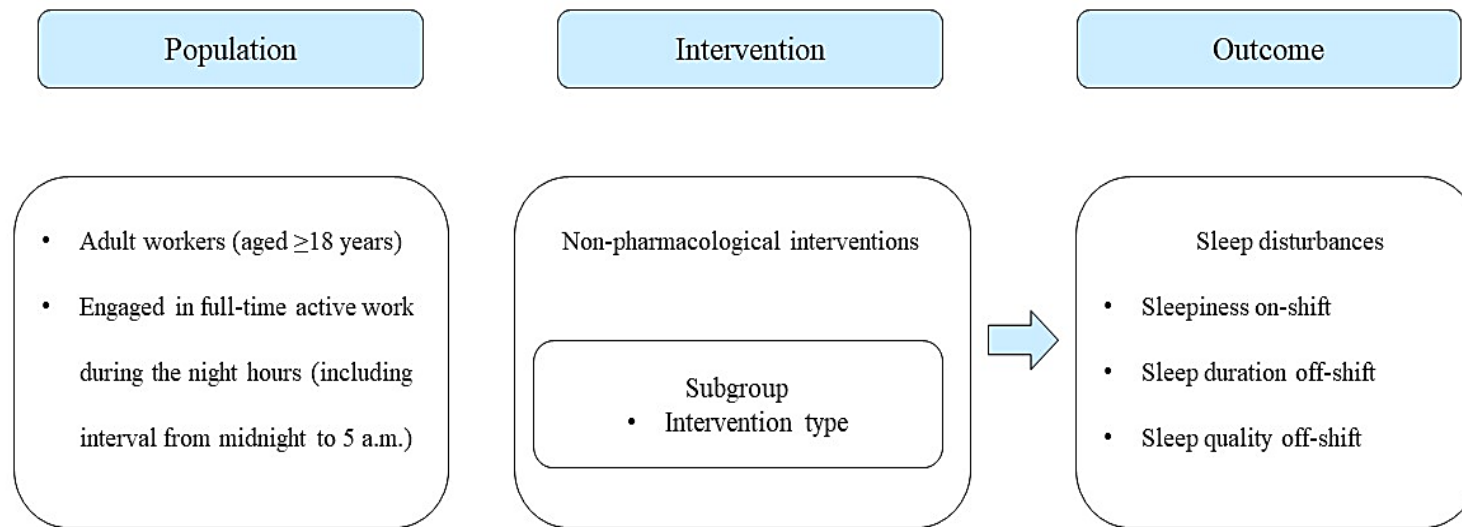 Population
Intervention
Outcome
• Adult workers (aged ≥18 years)
• Engaged in full-time active work
during the night hours (including
interval from midnight to 5 a.m.)
Non-pharmacological interventions
Subgroup
• Intervention type
Sleep disturbances
• Sleepiness on-shift
• Sleep duration off-shift
• Sleep quality off-shift